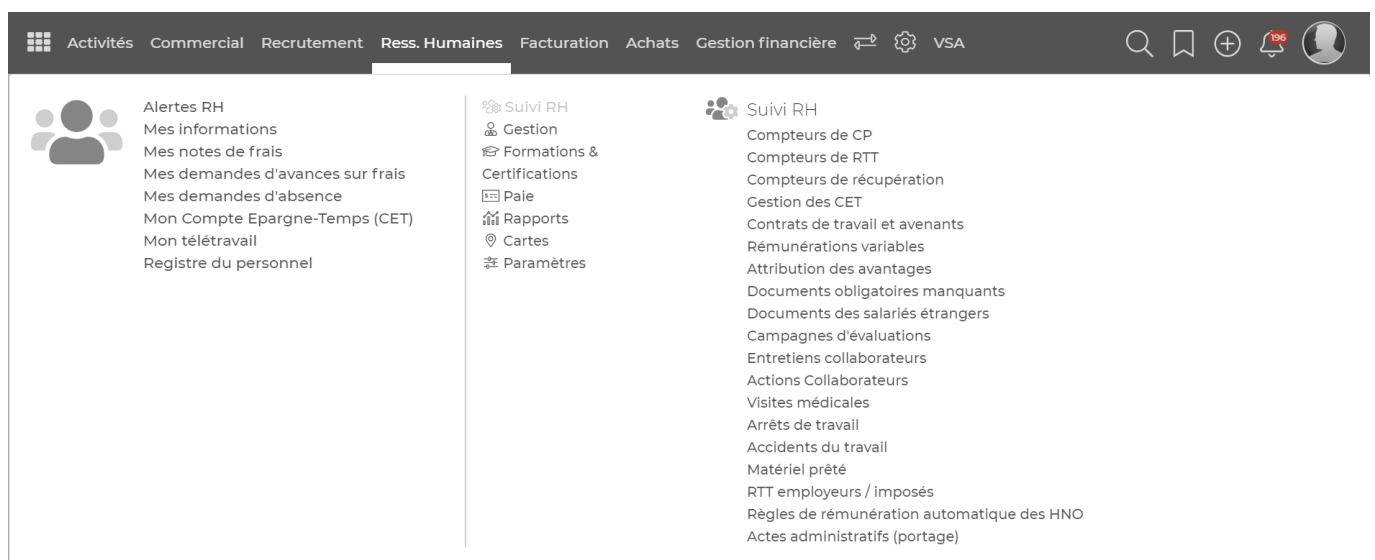 Activités Commercial Recrutement Ress. Humaines Facturation Achats Gestion financière VSA 196
Alertes RH
Mes informations
Mes notes de frais
Mes demandes d'avances sur frais
Mes demandes d'absence
Mon Compte Epargne-Temps (CET)
Mon télétravail
Registre du personnel
Suivi RH
Gestion
Formations &
Certifications
Paie
Rapports
Cartes
Paramètres
Suivi RH
Compteurs de CP
Compteurs de RTT
Compteurs de récupération
Gestion des CET
Contrats de travail et avenants
Rémunérations variables
Attribution des avantages
Documents obligatoires manquants
Documents des salariés étrangers
Campagnes d'évaluations
Entretiens collaborateurs
Actions Collaborateurs
Visites médicales
Arrêts de travail
Accidents du travail
Matériel prêté
RTT employeurs / imposés
Règles de rémunération automatique des HNO
Actes administratifs (portage)